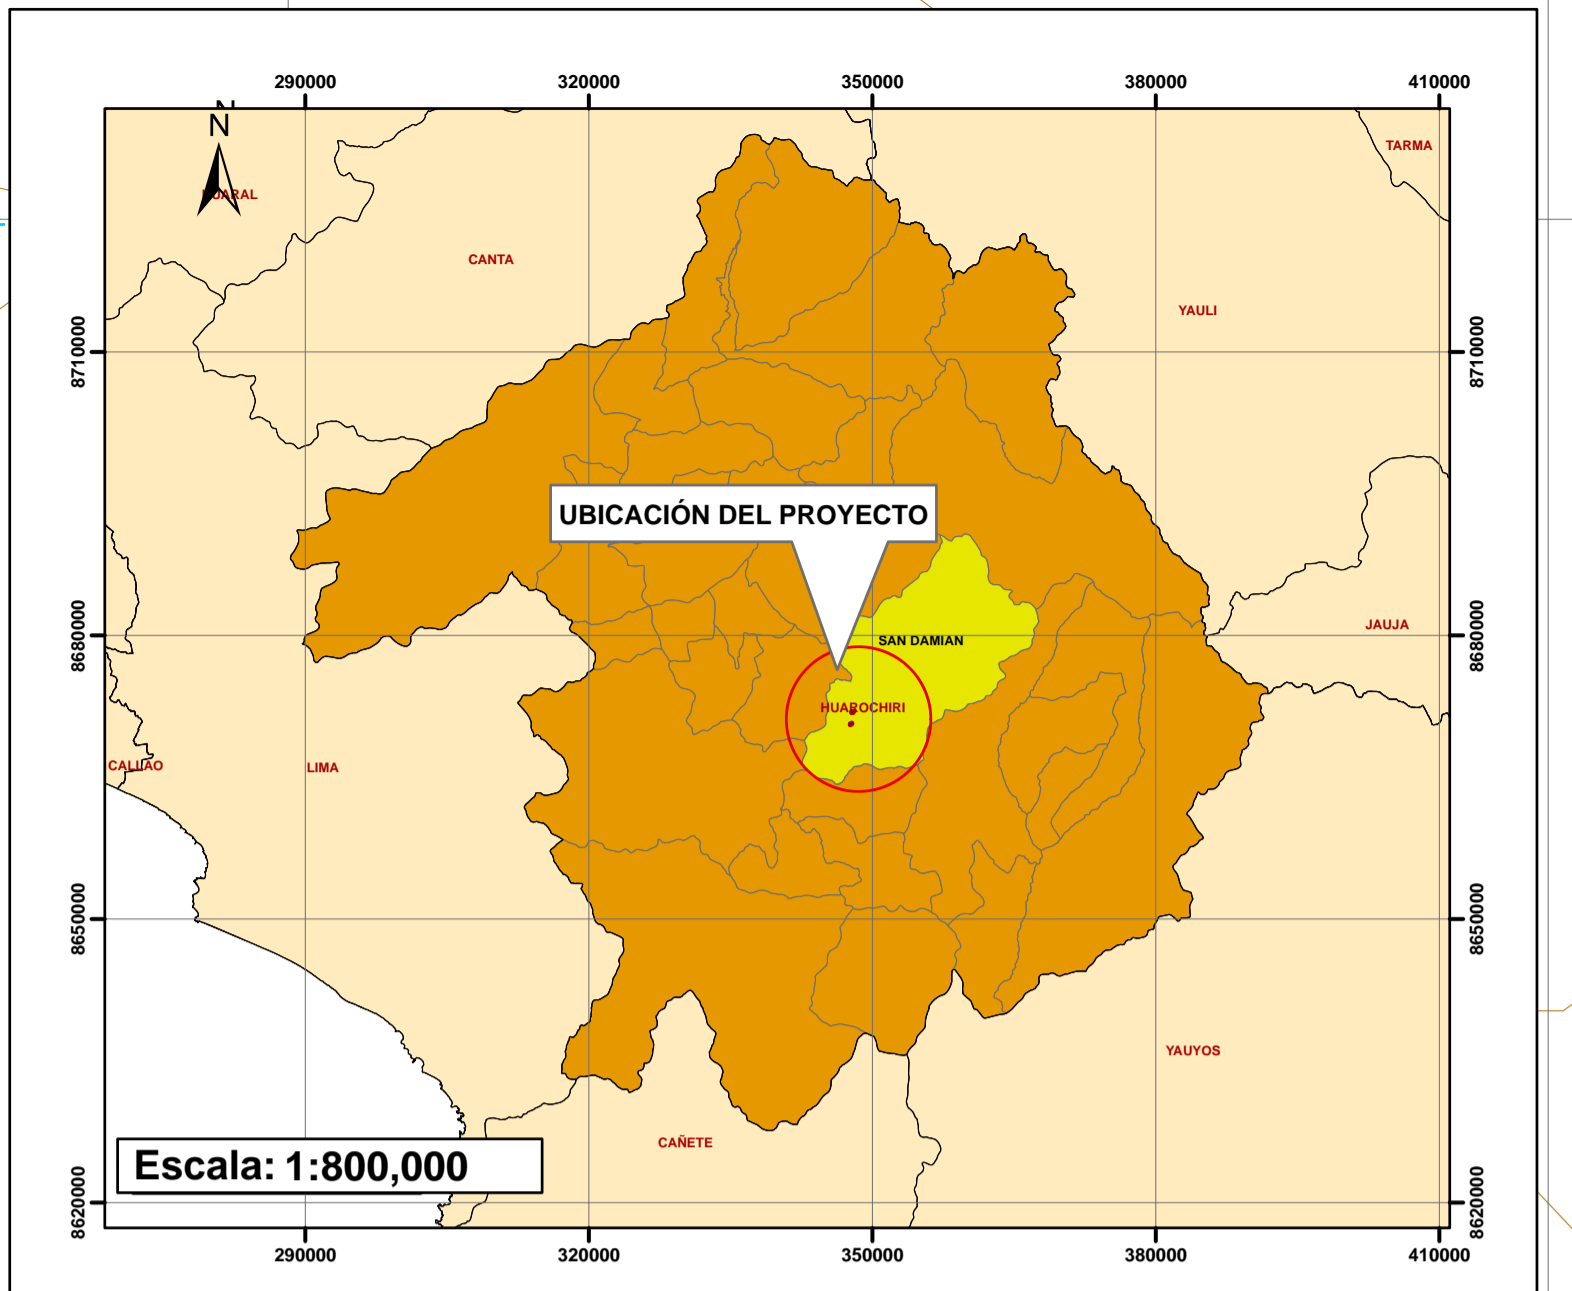 290000 320000 350000 380000 410000
N
N
TARMA
HUARAL
CANTA
YAULI
8710000 8710000
UBICACIÓN DEL PROYECTO
JAUJA
SAN DAMIAN
8680000 8680000
HUAROCHIRI
CALLAO
LIMA
8650000 8650000
YAUYOS
CAÑETE
Escala: 1:800,000
8620000 8620000
290000 320000 350000 380000 410000